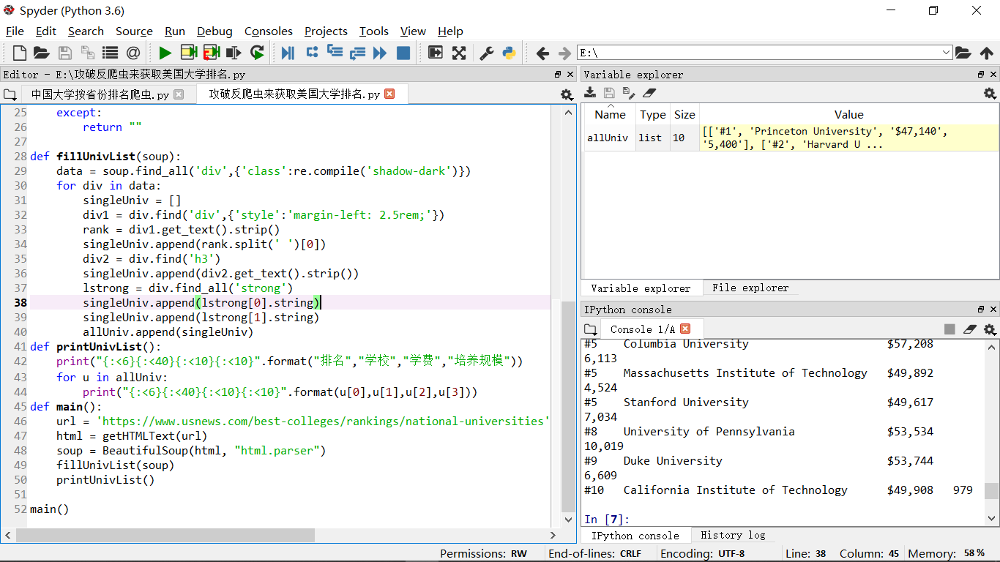 Spyder (Python 3.6)
File Edit Search Source Run Debug Consoles Projects Tools View Help
E:\
Editor - E:\攻破反爬虫来获取美国大学排名.py
中国大学按省份排名爬虫.py 攻破反爬虫来获取美国大学排名.py
25 except:
26 return ""
27
28 def fillUnivList(soup):
29 data = soup.find_all('div',{'class':re.compile('shadow-dark')})
30 for div in data:
31 singleUniv = []
32 div1 = div.find('div',{'style':'margin-left: 2.5rem;'})
33 rank = div1.get_text().strip()
34 singleUniv.append(rank.split(' ')[0])
35 div2 = div.find('h3')
36 singleUniv.append(div2.get_text().strip())
37 lstrong = div.find_all('strong')
38 singleUniv.append(lstrong[0].string)
39 singleUniv.append(lstrong[1].string)
40 allUniv.append(singleUniv)
41 def printUnivList():
42 print("{:<6}{:<40}{:<10}{:<10}".format("排名","学校","学费","培养规模"))
43 for u in allUniv:
44 print("{:<6}{:<40}{:<10}{:<10}".format(u[0],u[1],u[2],u[3]))
45 def main():
46 url = 'https://www.usnews.com/best-colleges/rankings/national-universities'
47 html = getHTMLText(url)
48 soup = BeautifulSoup(html, "html.parser")
49 fillUnivList(soup)
50 printUnivList()
51
52 main()
Variable explorer
Name Type Size Value
allUniv list 10 [['#1', 'Princeton University', '$47,140',
'5,400'], ['#2', 'Harvard U ...
Variable explorer File explorer
IPython console
Console 1/A
#5 Columbia University $57,208
6,113
#5 Massachusetts Institute of Technology $49,892
4,524
#5 Stanford University $49,617
7,034
#8 University of Pennsylvania $53,534
10,019
#9 Duke University $53,744
6,609
#10 California Institute of Technology $49,908 979
In [7]:
IPython console History log
Permissions: RW End-of-lines: CRLF Encoding: UTF-8 Line: 38 Column: 45 Memory: 58 %